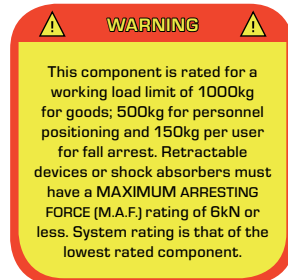 WARNING
This component is rated for a
working load limit of 1000kg
for goods; 500kg for personnel
positioning and 150kg per user
for fall arrest. Retractable
devices or shock absorbers must
have a MAXIMUM ARRESTING
FORCE (M.A.F.) rating of 6kN or
less. System rating is that of the
lowest rated component.